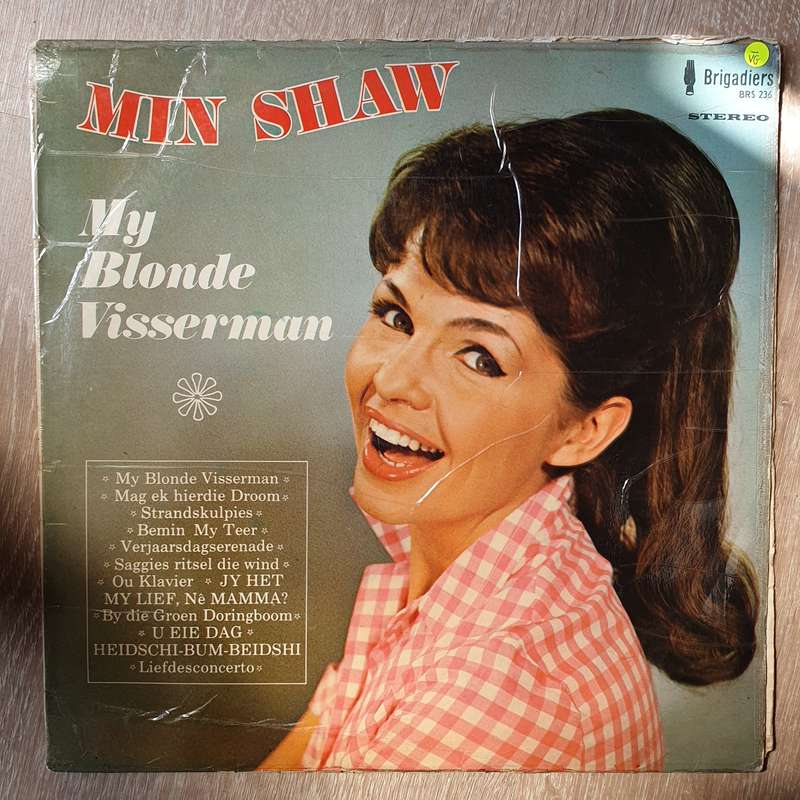 MIN SHAW
VG
Brigadiers
BRS 236
STEREO
My
Blonde
Visserman
My Blonde Visserman
Mag ek hierdie Droom
Strandskulpies
Bemin My Teer
Verjaarsdagserenade
Saggies ritsel die wind
Ou Klavier * JY HET
MY LIEF, Nè MAMMA?
By die Groen Doringboom
U EIE DAG
HEIDSCHI-BUM-BEIDSHI
Liefdesconcerto